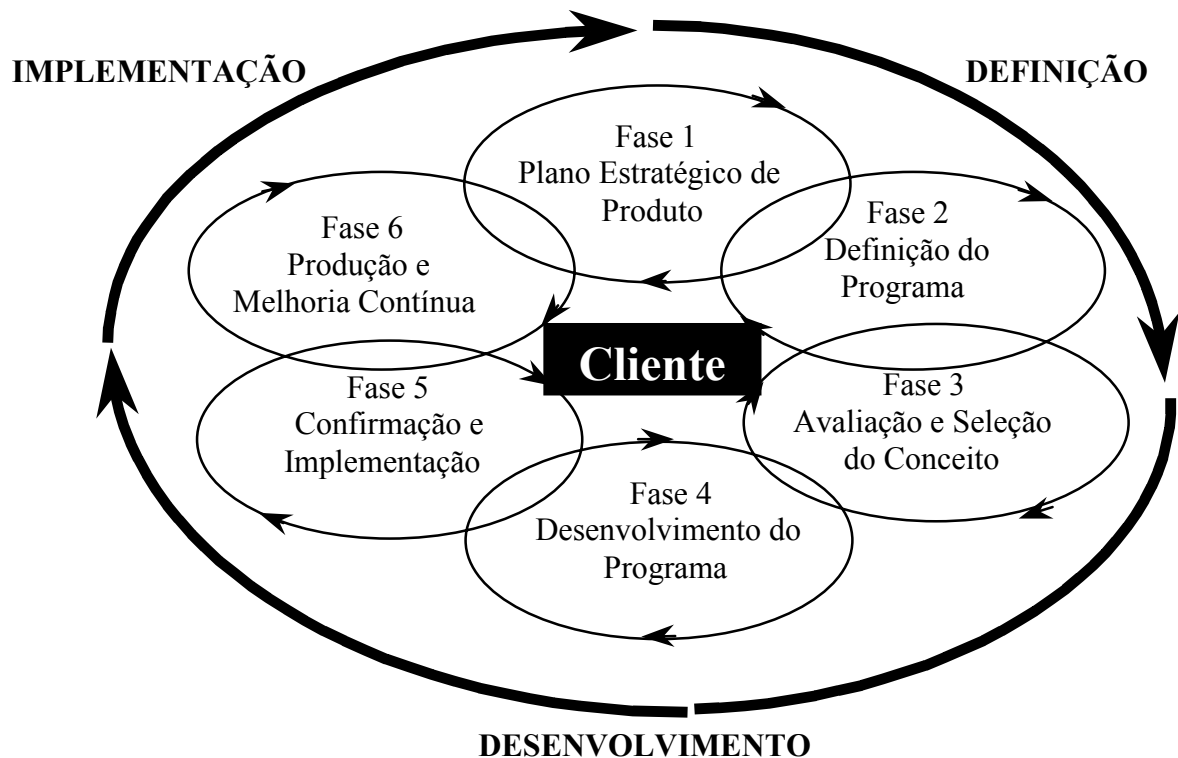 IMPLEMENTAÇÃO
DEFINIÇÃO
Fase 1
Plano Estratégico de
Produto
Fase 2
Definição do
Programa
Fase 6
Produção e
Melhoria Contínua
Cliente
Fase 3
Avaliação e Seleção
do Conceito
Fase 5
Confirmação e
Implementação
Fase 4
Desenvolvimento do
Programa
DESENVOLVIMENTO